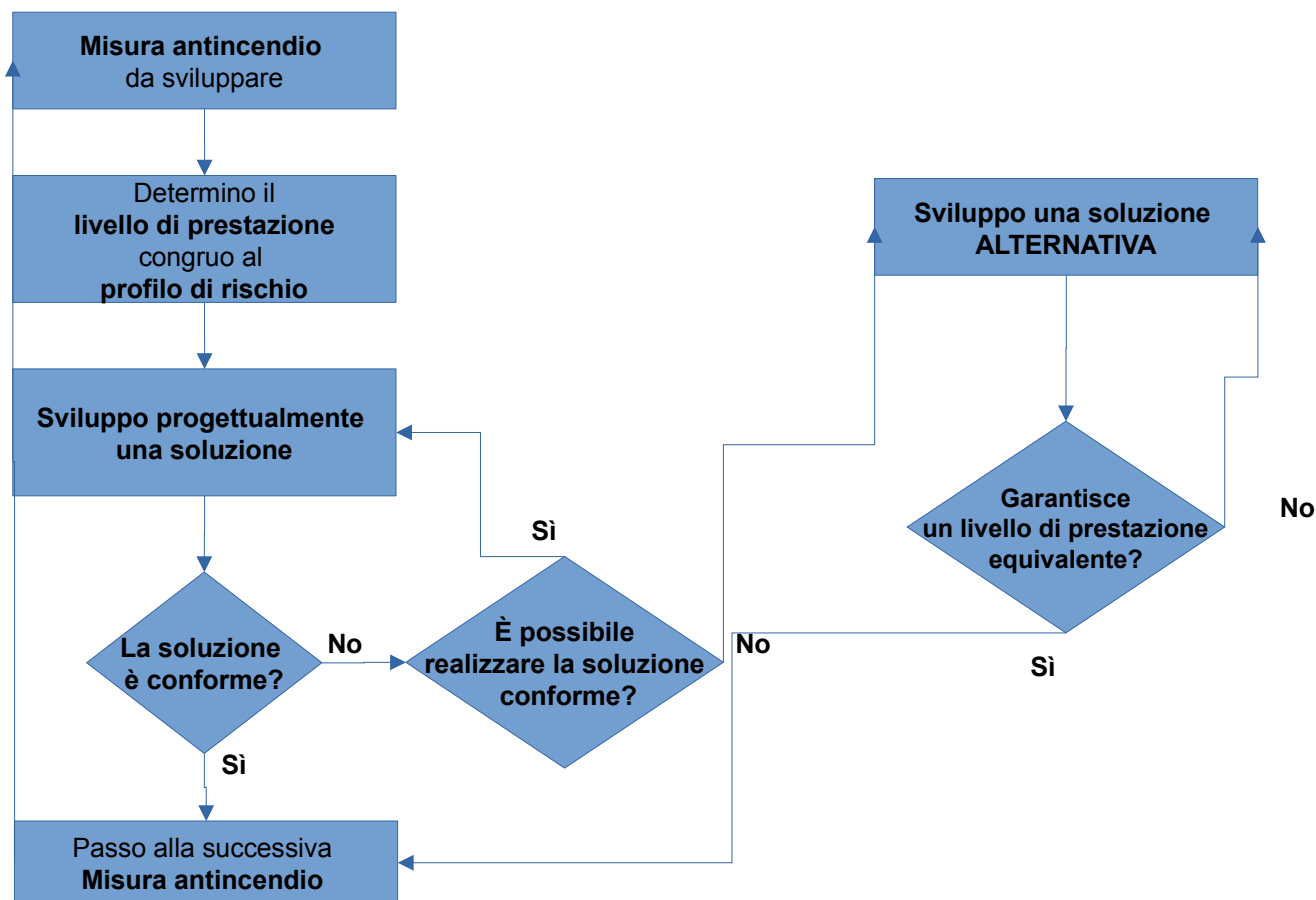 Misura antincendio
da sviluppare
Determino il
livello di prestazione
congruo al
profilo di rischio
Sviluppo progettualmente
una soluzione
La soluzione
è conforme?
No
Sì
È possibile
realizzare la soluzione
conforme?
Sì
No
Sviluppo una soluzione
ALTERNATIVA
Garantisce
un livello di prestazione
equivalente?
No
Sì
Passo alla successiva
Misura antincendio